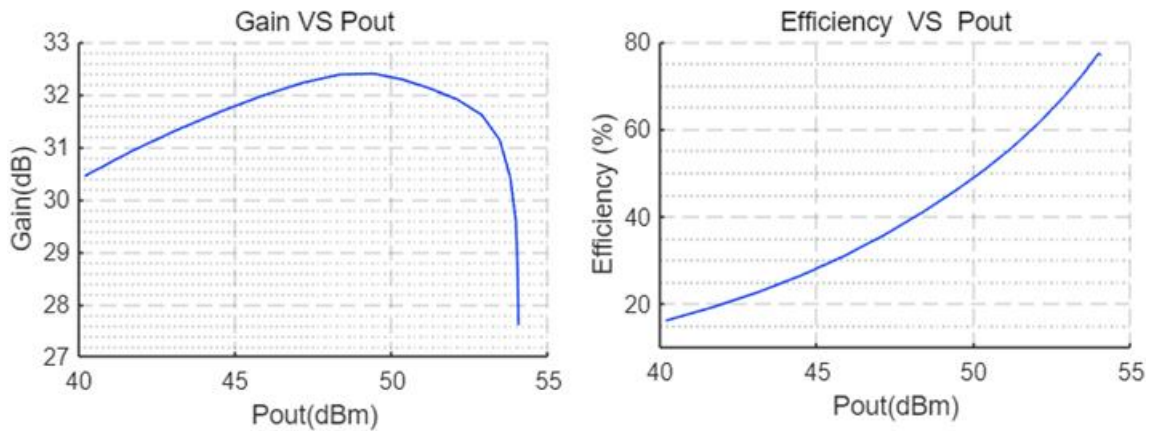 Gain VS Pout
33
32
31
30
29
28
27
Gain(dB)
40 45 50 55
Pout(dBm)
Efficiency VS Pout
80
60
40
20
Efficiency (%)
40 45 50 55
Pout(dBm)